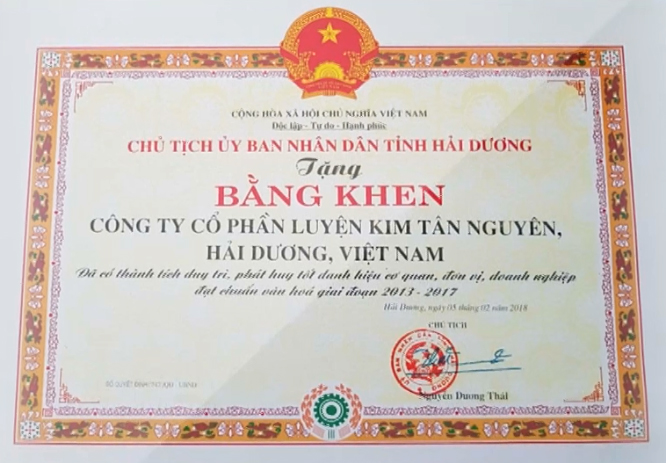 CỘNG HÒA XÃ HỘI CHỦ NGHĨA VIỆT NAM
Độc lập - Tự do - Hạnh phúc
CHỦ TỊCH ỦY BAN NHÂN DÂN TỈNH HẢI DƯƠNG
Tặng
BẰNG KHEN
CÔNG TY CỔ PHẦN LUYỆN KIM TÂN NGUYÊN,
HẢI DƯƠNG, VIỆT NAM
Đã có thành tích duy trì, phát huy tốt danh hiệu cơ quan, đơn vị, doanh nghiệp
đạt chuẩn văn hoá giai đoạn 2013 - 2017
Hải Dương, ngày 05 tháng 02 năm 2018
CHỦ TỊCH
Nguyễn Dương Thái